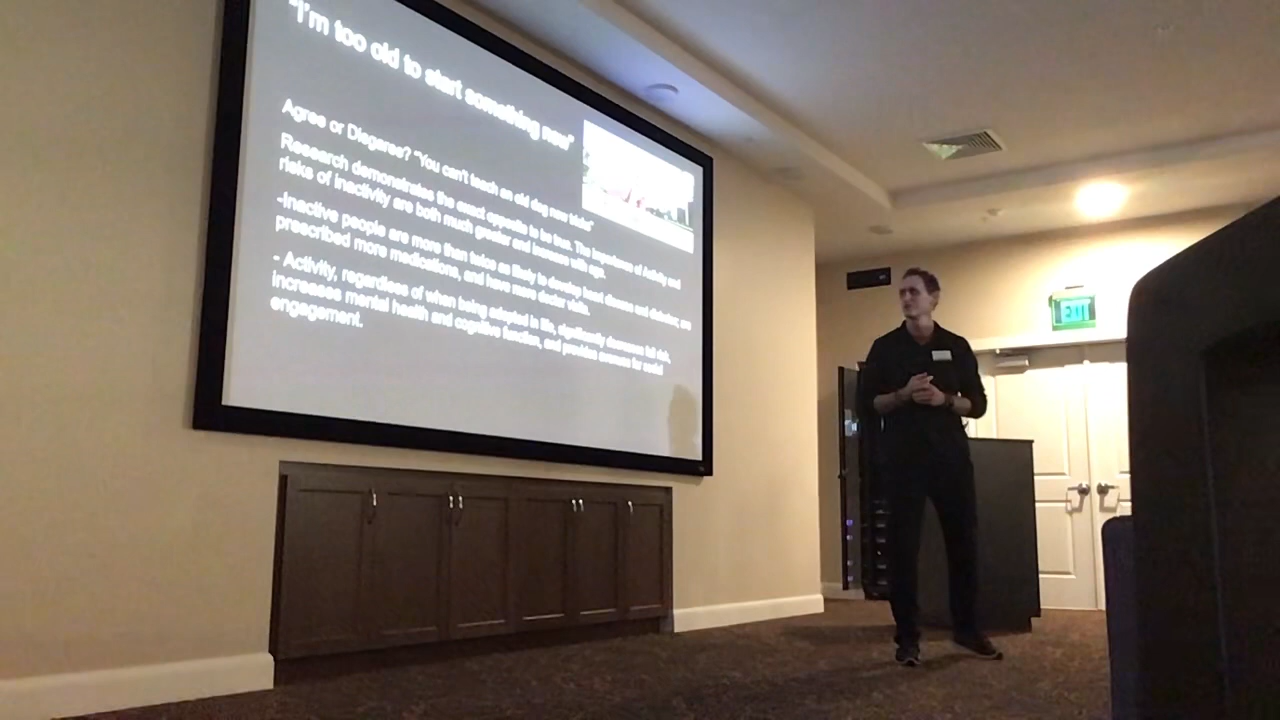 "I'm too old to start something new"
Agree or Disagree? "You can't teach an old dog new tricks"
Research demonstrates the exact opposite to be true. The importance of Activity and
risks of inactivity are both much greater and increase with age.
-Inactive people are more than twice as likely to develop heart disease and diabetes, are
prescribed more medications, and have more doctor visits.
- Activity, regardless of when being adopted in life, significantly decreases fall risk,
increases mental health and cognitive function, and provides avenues for social
engagement.
EXIT